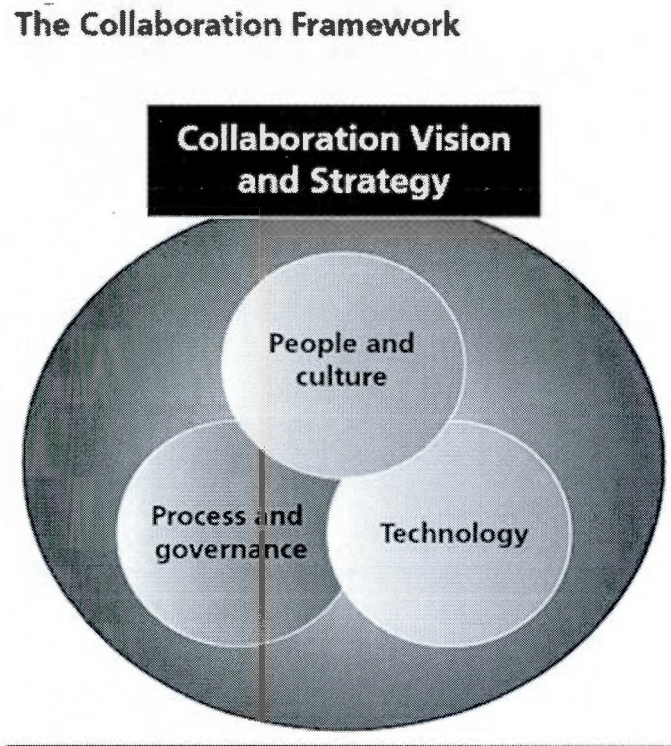 The Collaboration Framework
Collaboration Vision
and Strategy
People and
culture
Process and
governance
Technology